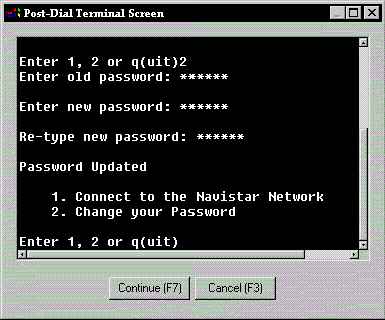 Post-Dial Terminal Screen
Enter 1, 2 or q(uit)2
Enter old password: ******
Enter new password: ******
Re-type new password: ******
Password Updated
1. Connect to the Navistar Network
2. Change your Password
Enter 1, 2 or q(uit)
Continue (F7) Cancel (F3)